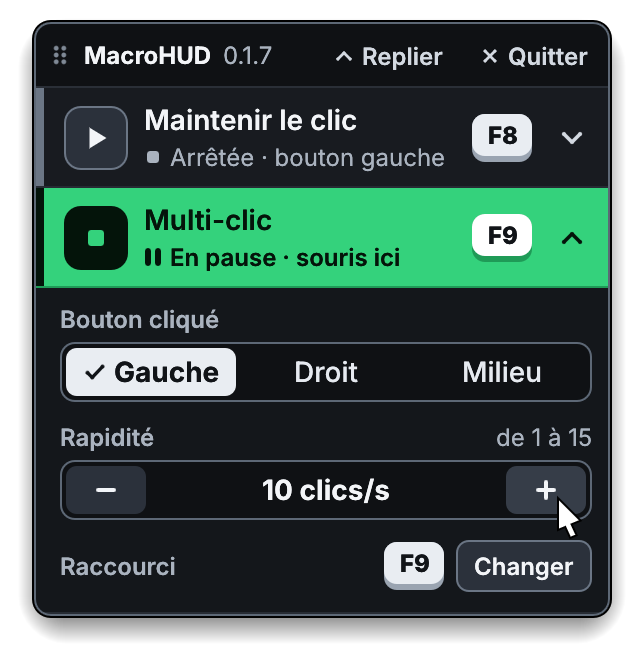 MacroHUD 0.1.7 Replier Quitter
Maintenir le clic F8
Arrêtée · bouton gauche
Multi-clic F9
En pause · souris ici
Bouton cliqué
Gauche Droit Milieu
Rapidité de 1 à 15
− 10 clics/s +
Raccourci F9 Changer